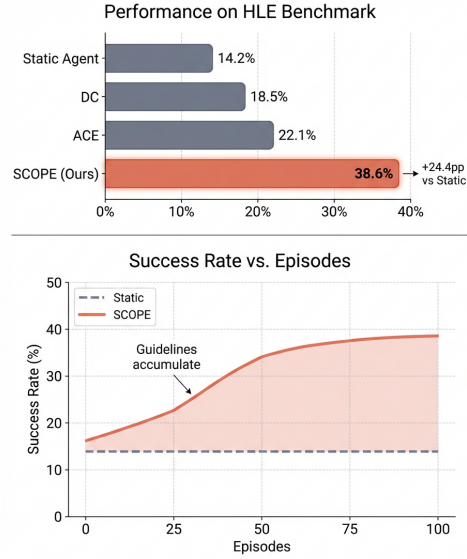 Performance on HLE Benchmark
Static Agent
14.2%
DC
18.5%
ACE
22.1%
SCOPE (Ours)
38.6%
+24.4pp
vs Static
0%
10%
20%
30%
40%
Success Rate vs. Episodes
Static
SCOPE
Guidelines
accumulate
Success Rate (%)
50
40
30
20
10
0
0
25
50
75
100
Episodes